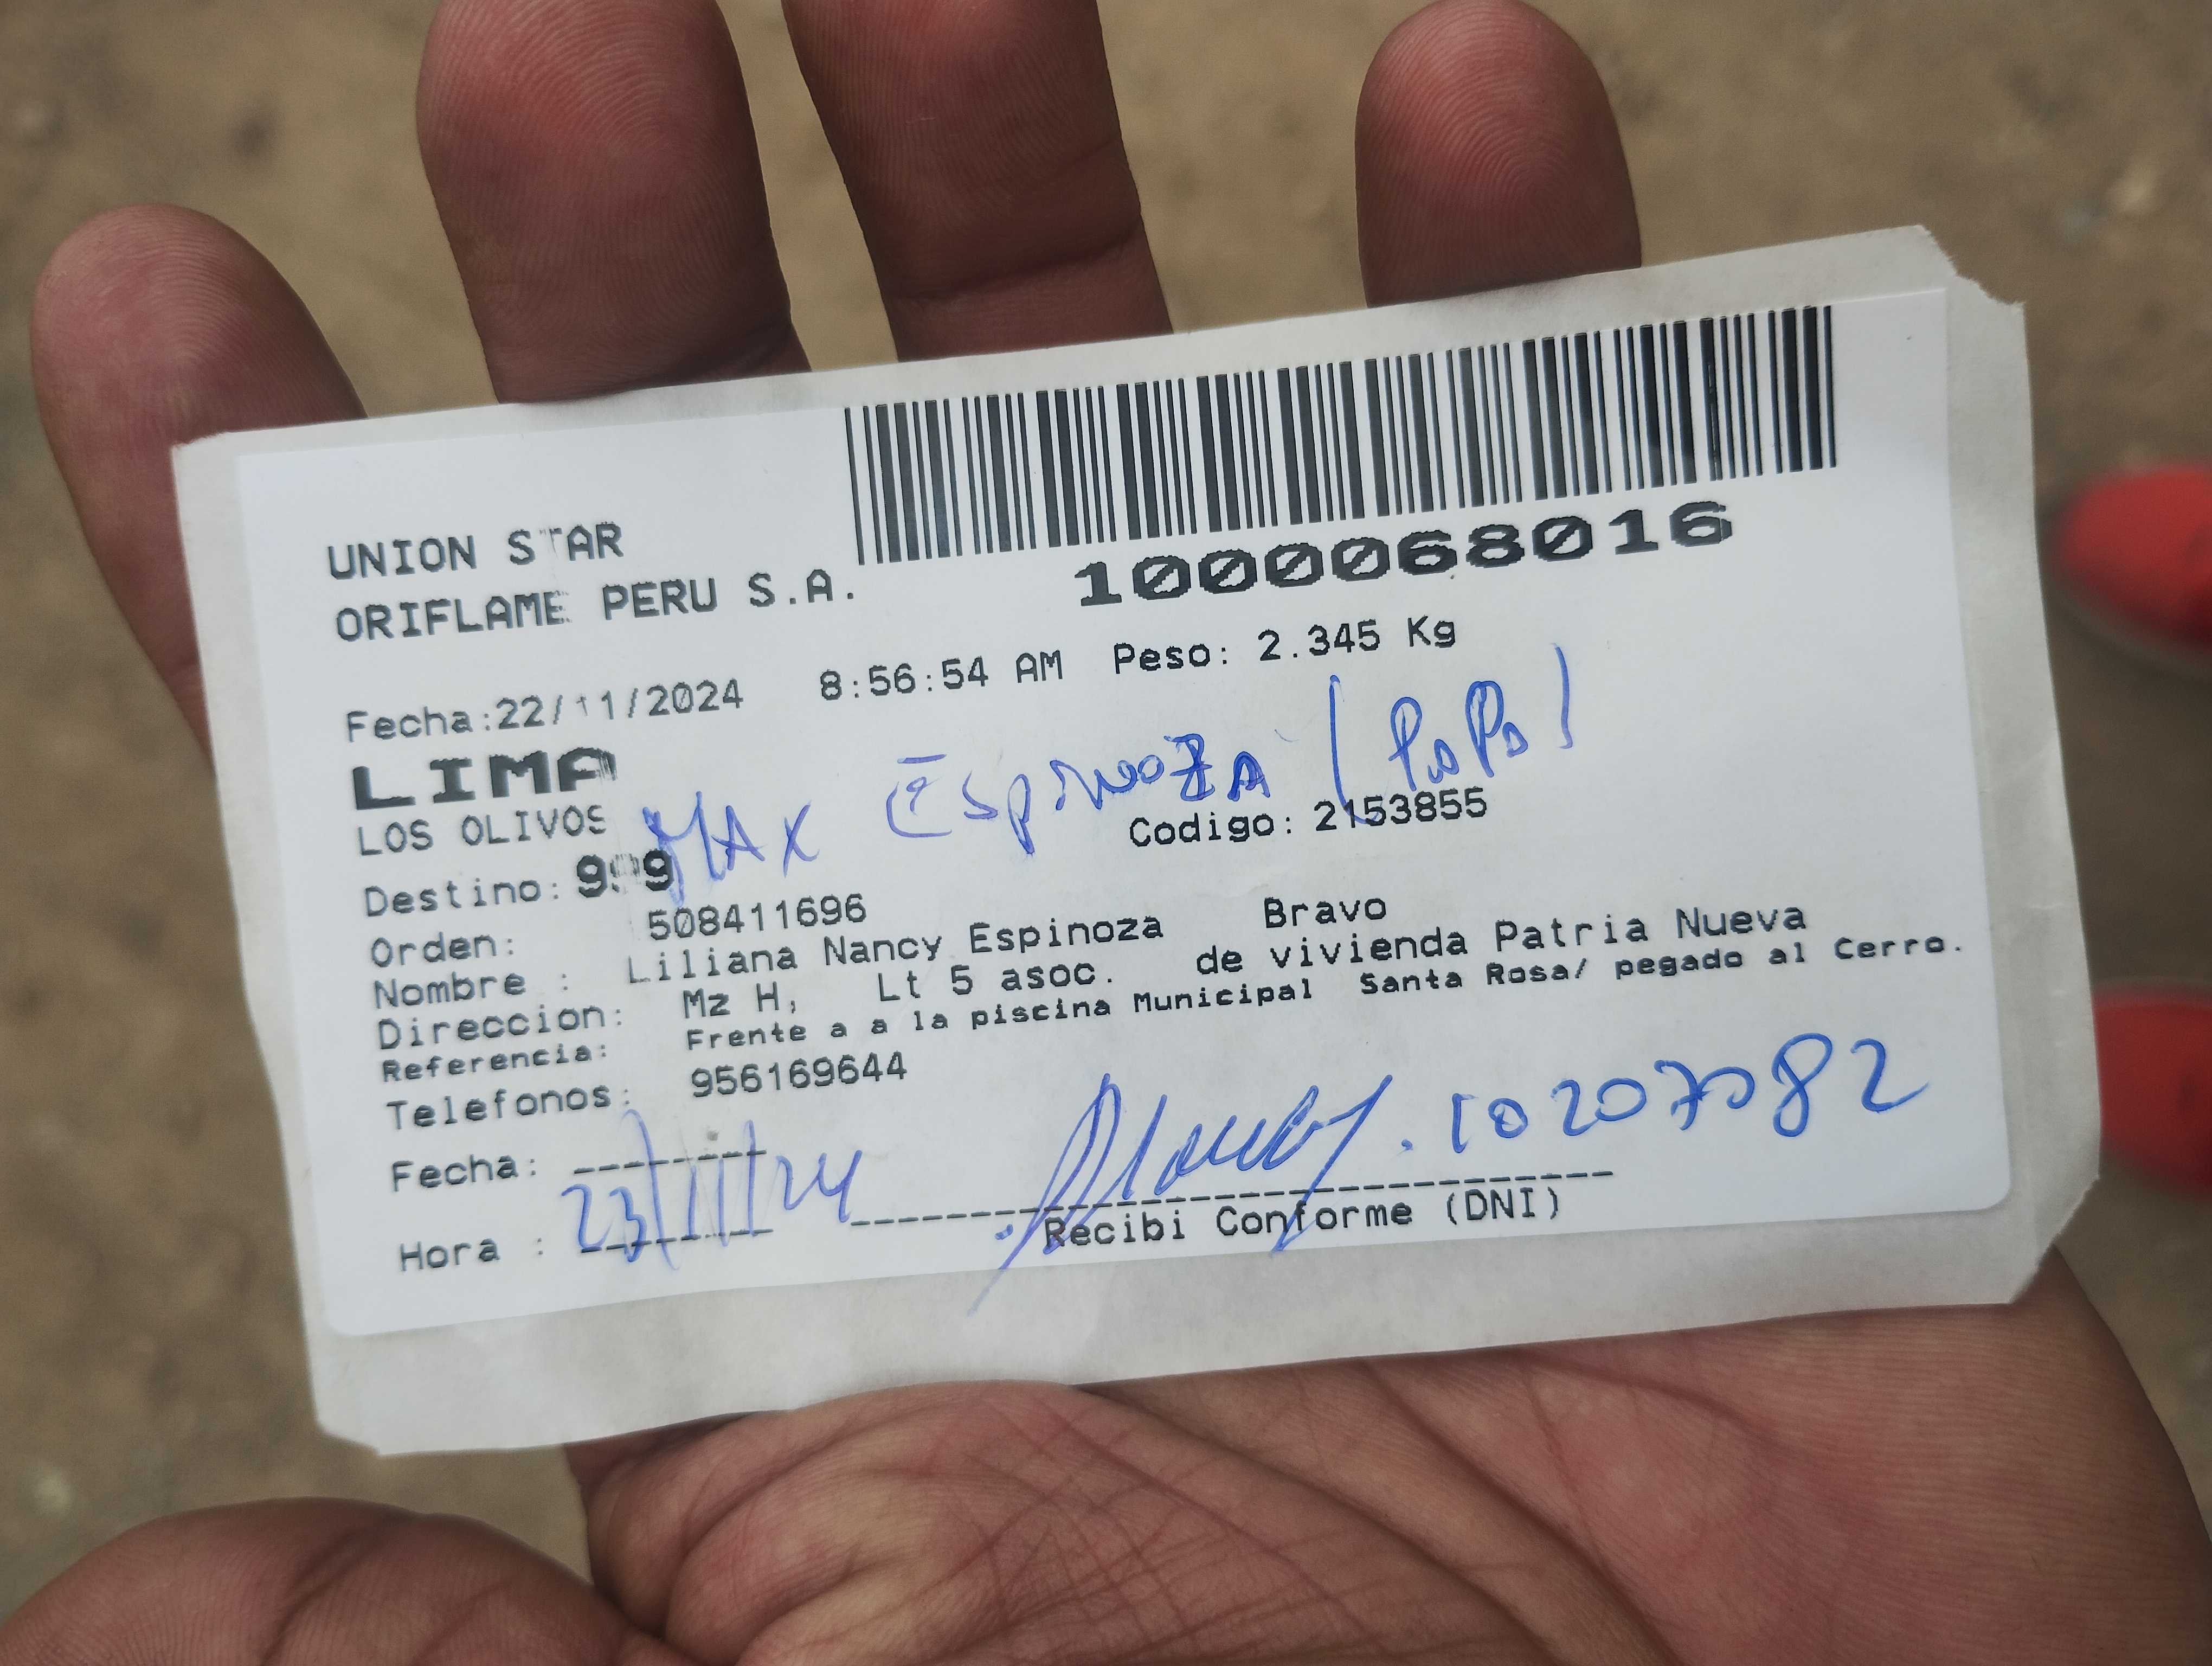 UNION STAR
ORIFLAME PERU S.A.
1000068016
Fecha:22/11/2024 8:56:54 AM Peso: 2.345 Kg
LIMA
LOS OLIVOS
MAX Espinoza (PaPa)
Destino: 999 Codigo: 2153855
Orden: 508411696
Nombre : Liliana Nancy Espinoza Bravo
Direccion: Mz H, Lt 5 asoc. de vivienda Patria Nueva
Referencia: Frente a a la piscina Municipal Santa Rosa/ pegado al Cerro.
Telefonos: 956169644
Fecha: 23/11/24
10207082
Hora :
Recibi Conforme (DNI)